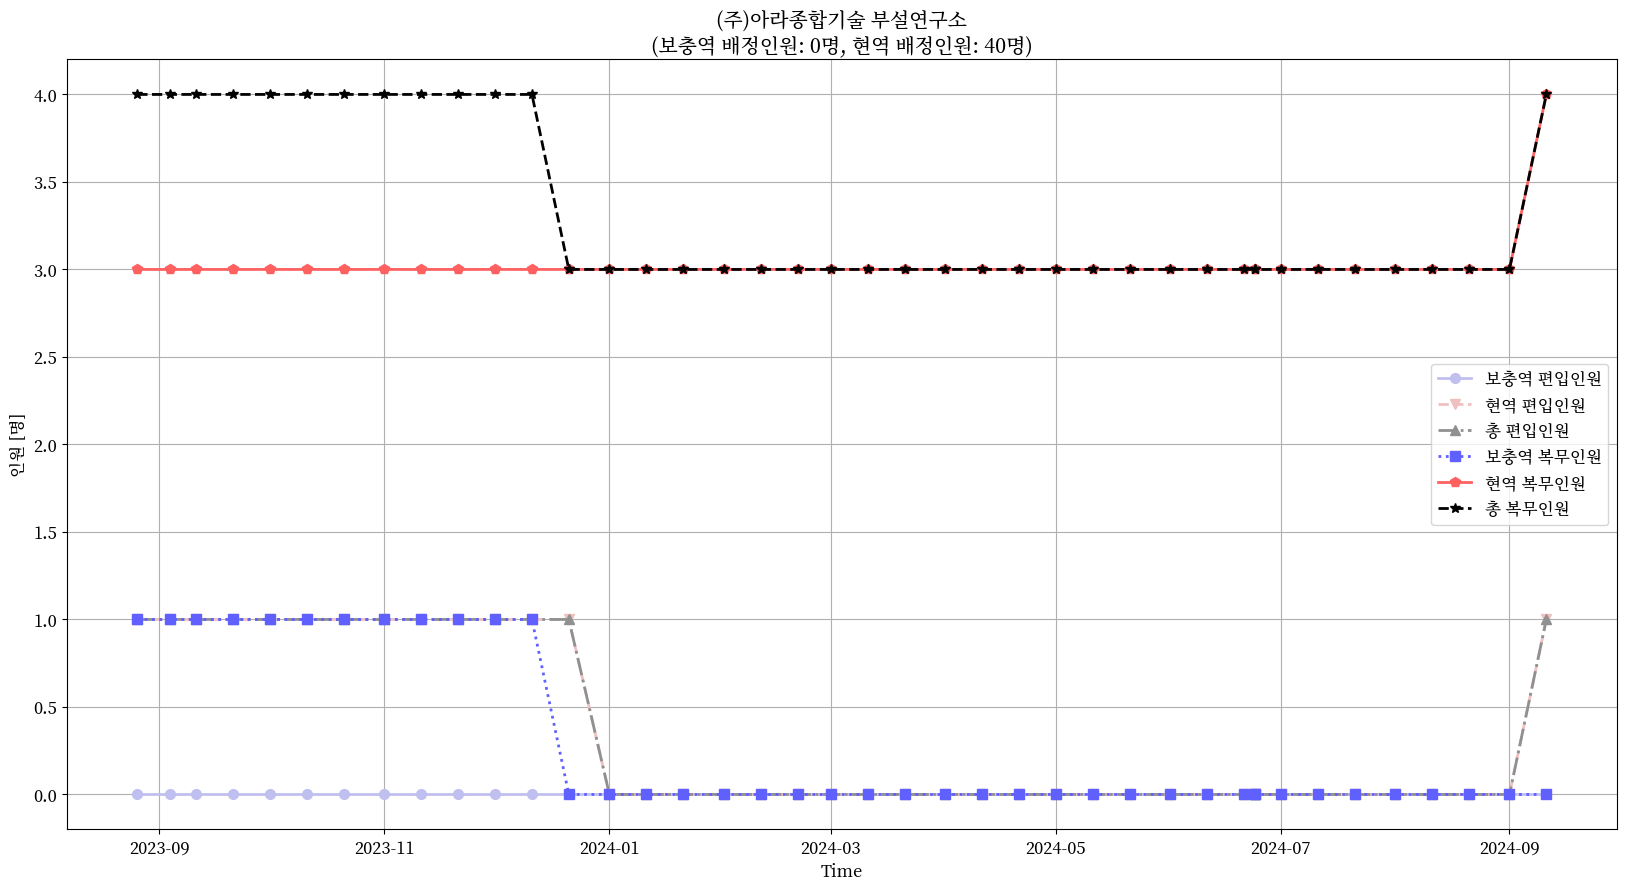 (주)아라종합기술 부설연구소
(보충역 배정인원: 0명, 현역 배정인원: 40명)
4.0
3.5
3.0
2.5
2.0
1.5
1.0
0.5
0.0
인원 [명]
보충역 편입인원
현역 편입인원
총 편입인원
보충역 복무인원
현역 복무인원
총 복무인원
2023-09 2023-11 2024-01 2024-03 2024-05 2024-07 2024-09
Time